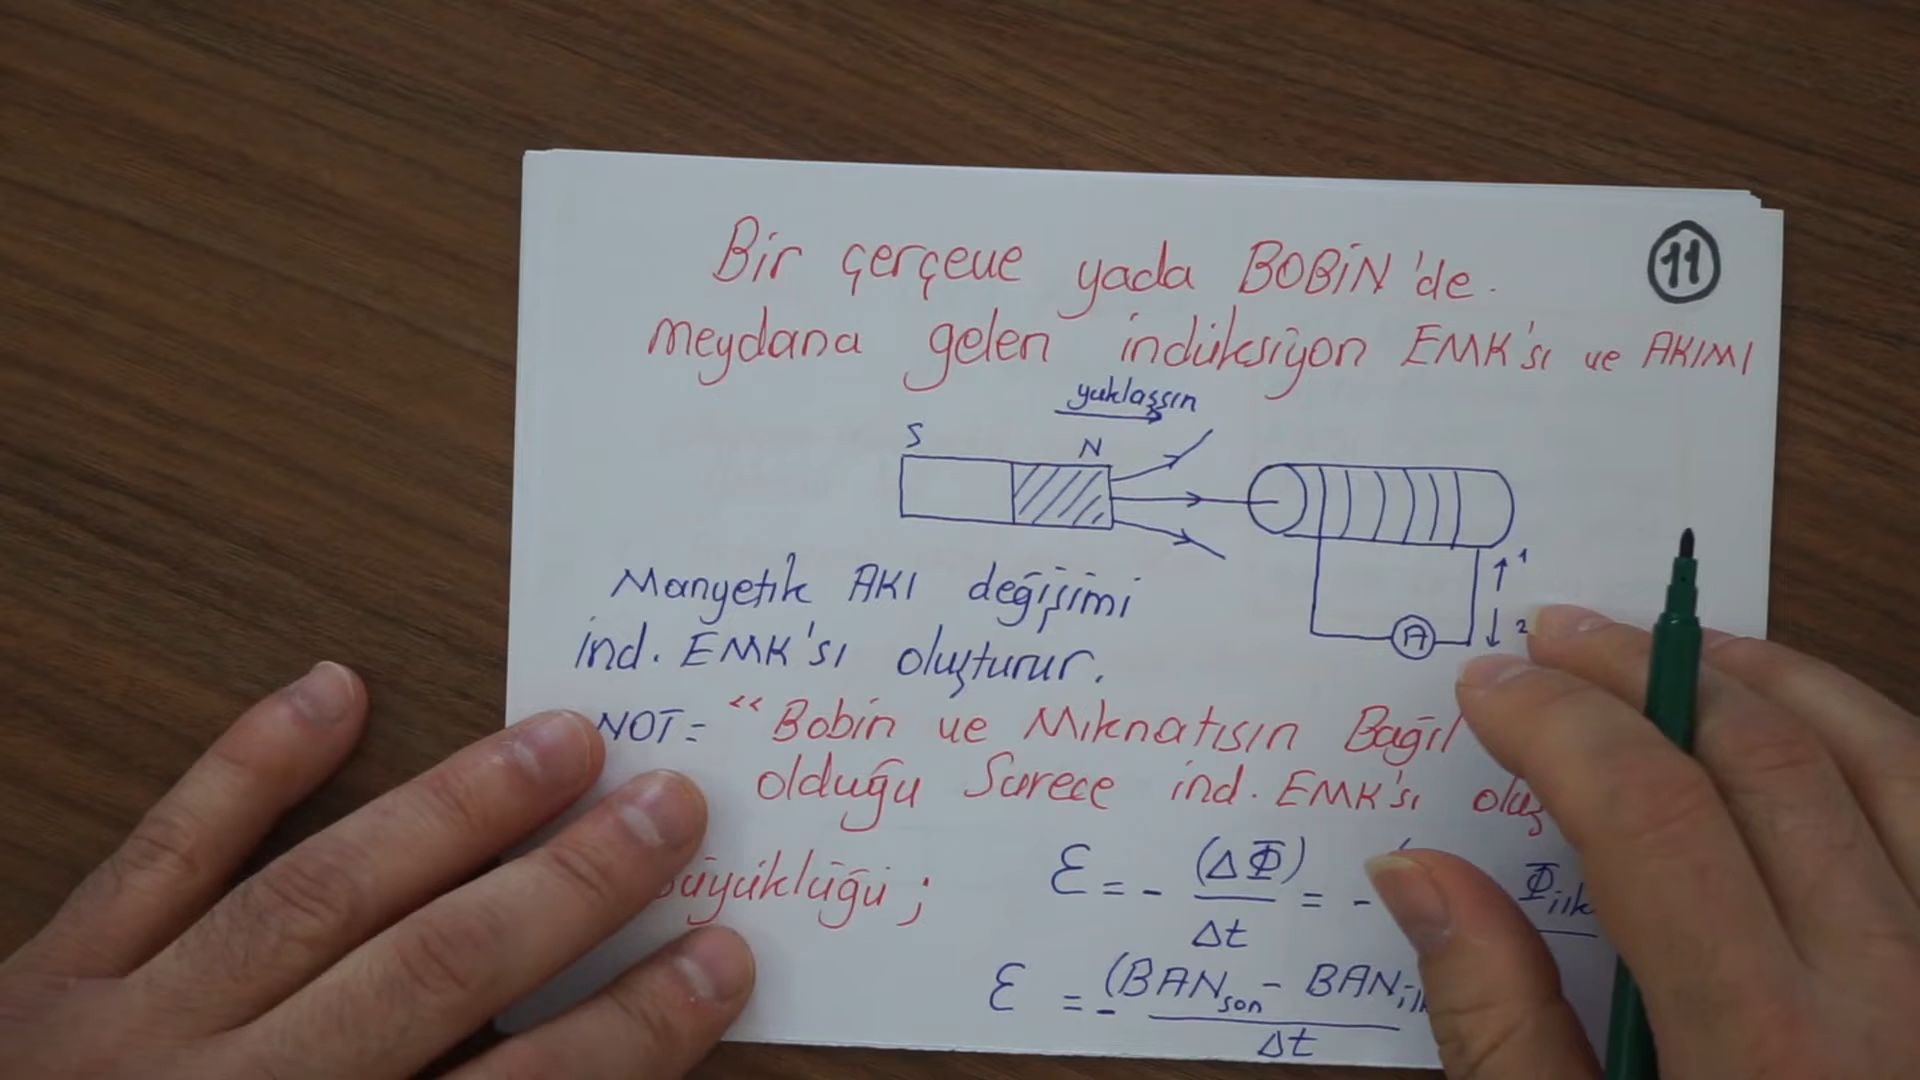 11
Bir çerçeve yada BOBİN'de.
meydana gelen indüksiyon EMK'sı ve AKIMI
yaklaşsın
S
N
1
2
A
Manyetik AKI değişimi
ind. EMK'sı oluşturur.
NOT= “Bobin ve Mıknatısın Bağıl
olduğu Sürece ind. EMK'sı
büyüklüğü ;
ε = - (ΔΦ) / Δt = - Φilk
ε = - (BANson - BANilk / Δt